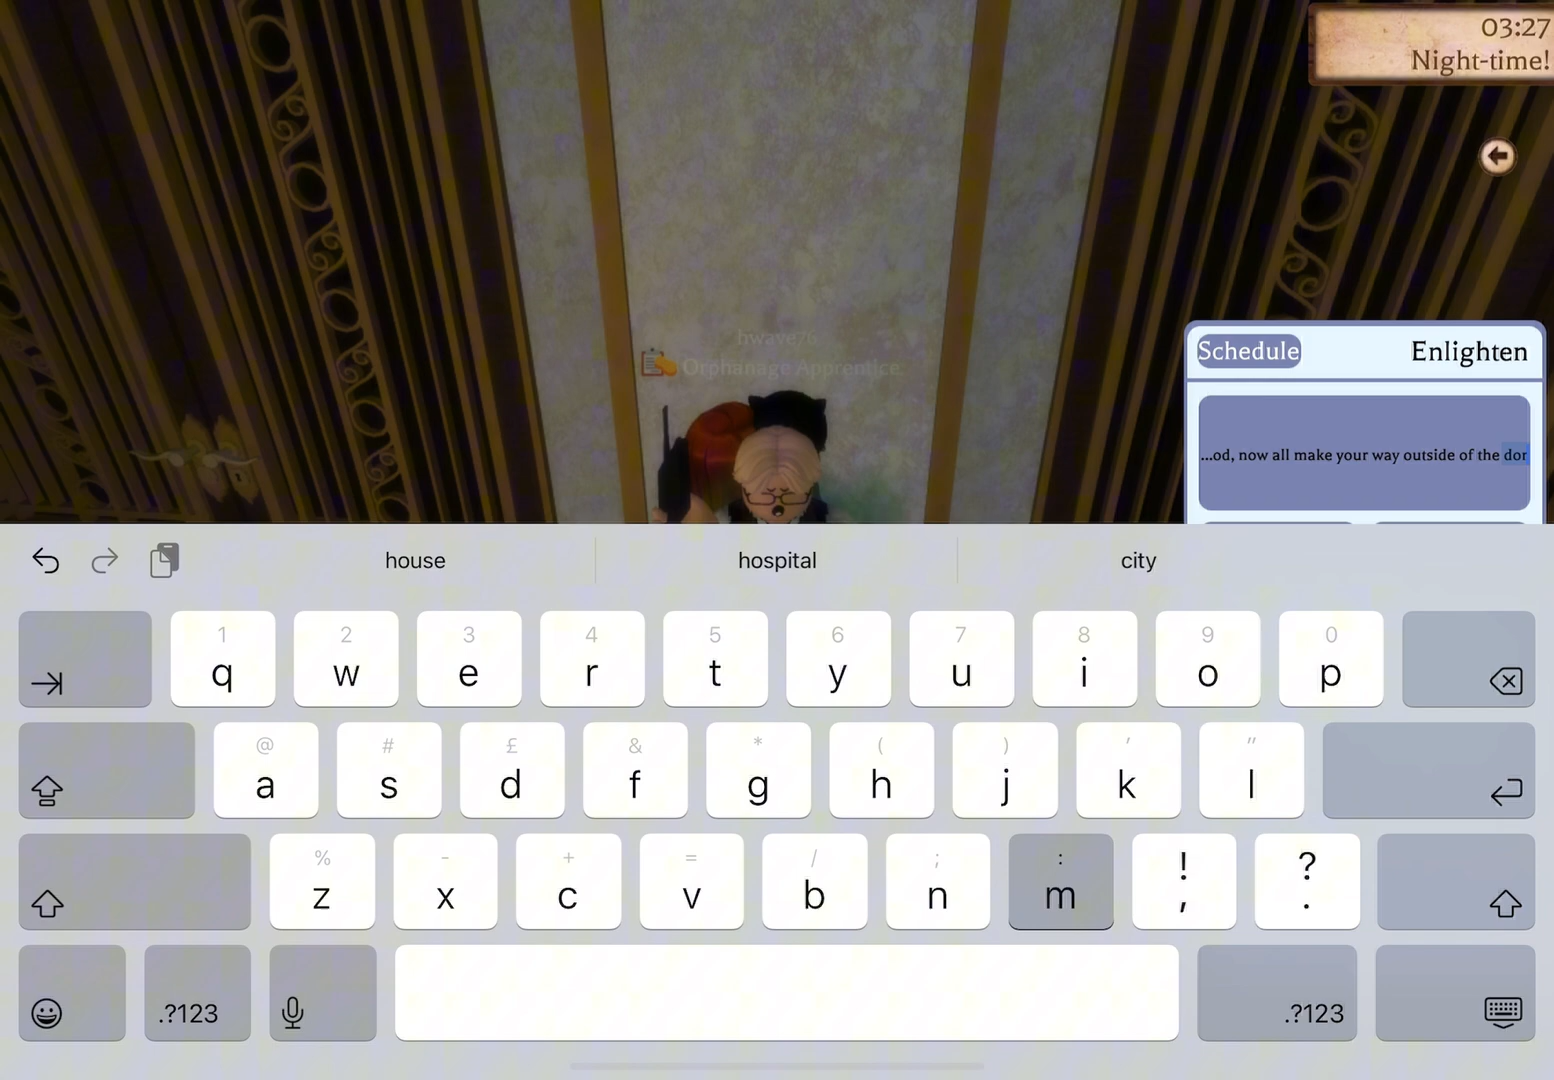 03:27
Night-time!
hwave76
Orphanage Apprentice
Schedule Enlighten
...od, now all make your way outside of the dor
house hospital city
1 2 3 4 5 6 7 8 9 0
q w e r t y u i o p
@ # £ & * ( ) ' "
a s d f g h j k l
% - + = / ; : ! ?
z x c v b n m , .
.?123 .?123